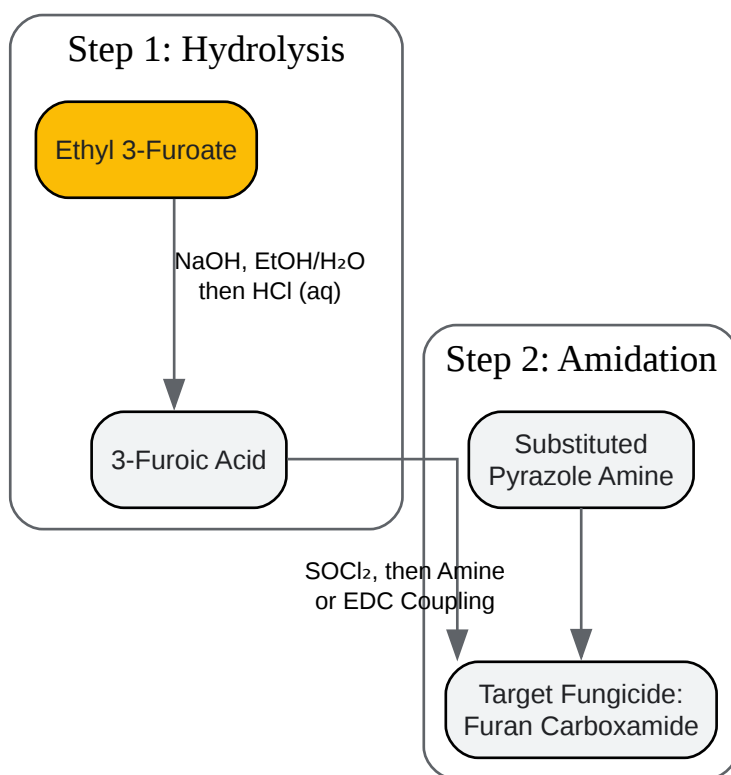 Step 1: Hydrolysis
Ethyl 3-Furoate
NaOH, EtOH/H₂O
then HCl (aq)
3-Furoic Acid
Step 2: Amidation
Substituted
Pyrazole Amine
SOCl₂, then Amine
or EDC Coupling
Target Fungicide:
Furan Carboxamide